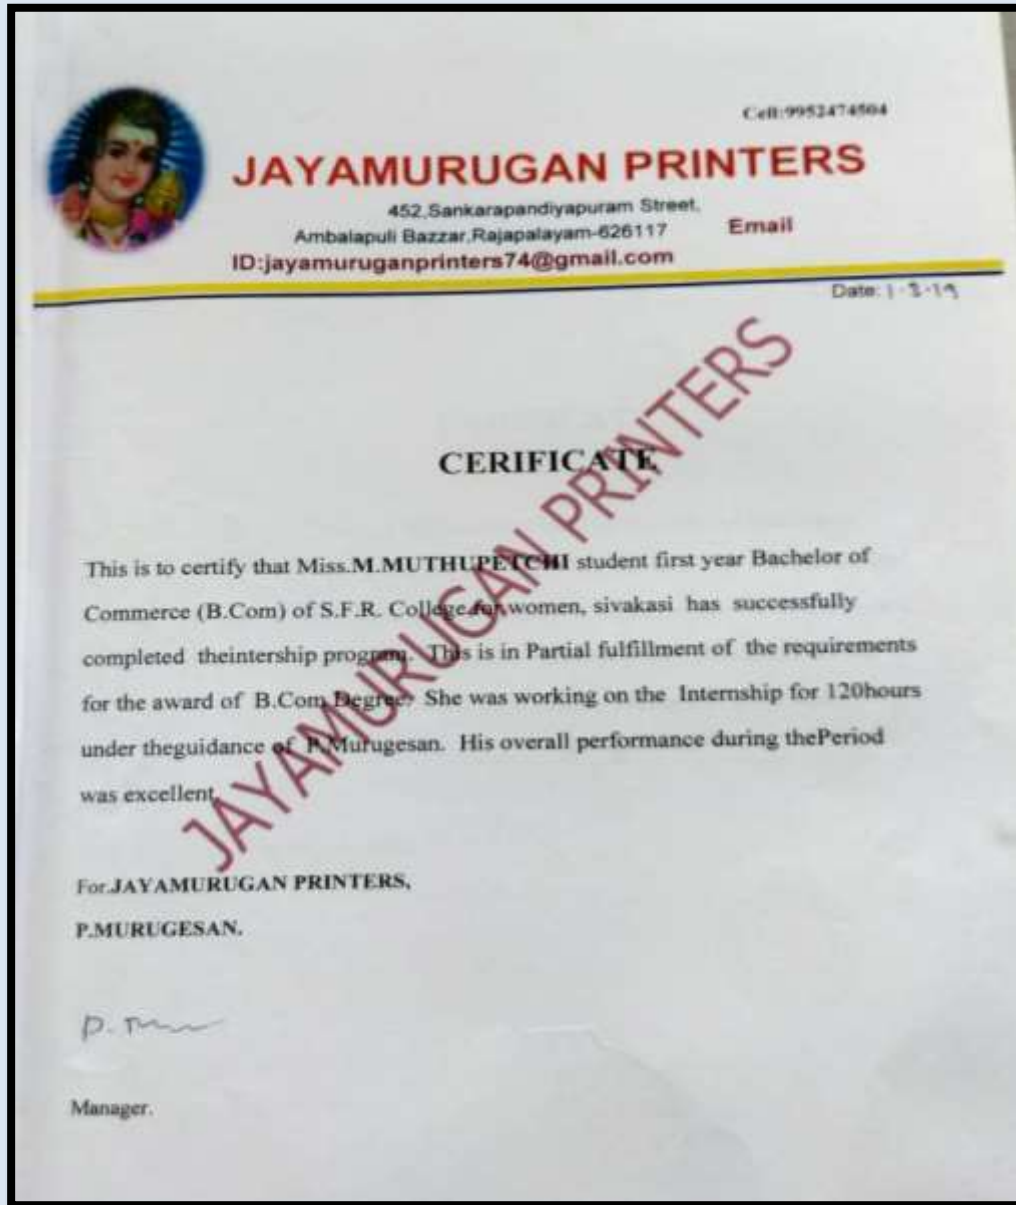 Cell:9952474504
JAYAMURUGAN PRINTERS
452,Sankarapandiyapuram Street,
Ambalapuli Bazzar,Rajapalayam-626117 Email
ID:jayamuruganprinters74@gmail.com
Date: 1-8-19
CERIFICATE
This is to certify that Miss.M.MUTHUPETCHI student first year Bachelor of
Commerce (B.Com) of S.F.R. College for women, sivakasi has successfully
completed theintership program. This is in Partial fulfillment of the requirements
for the award of B.Com Degree. She was working on the Internship for 120hours
under theguidance of P.Murugesan. His overall performance during thePeriod
was excellent.
JAYAMURUGAN PRINTERS
For.JAYAMURUGAN PRINTERS,
P.MURUGESAN.
Manager.